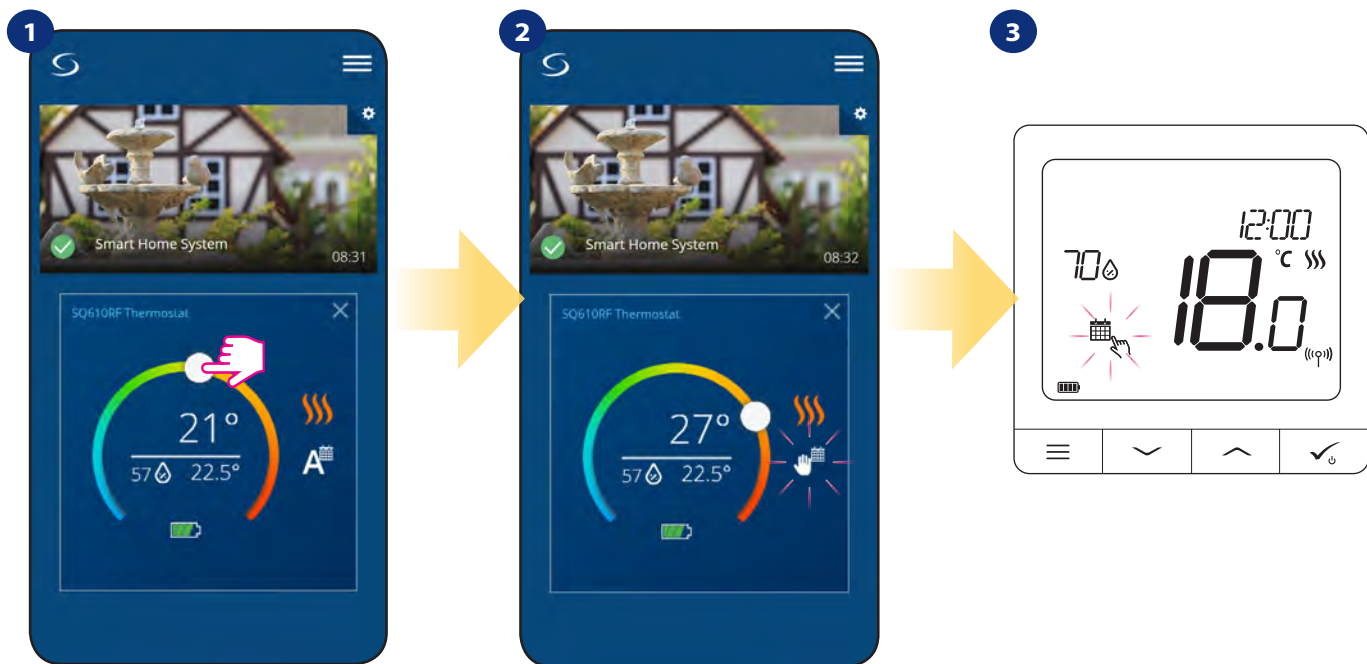 1
Smart Home System
08:31
SQ610RF Thermostat
21°
57 22.5°
A
2
Smart Home System
08:32
SQ610RF Thermostat
27°
57 22.5°
3
12:00
70
18.0 °C